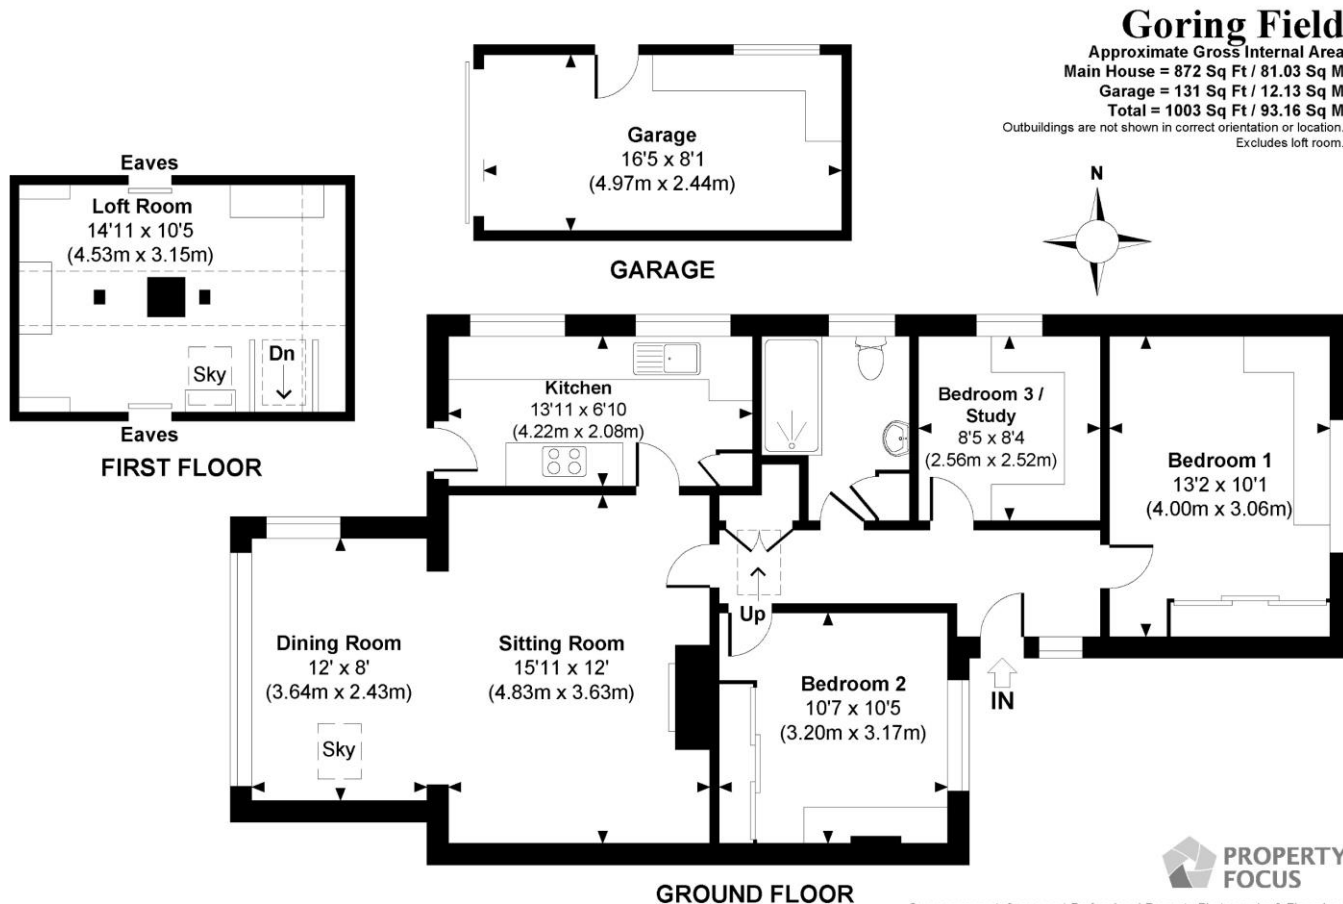 Goring Field
Approximate Gross Internal Area
Main House = 872 Sq Ft / 81.03 Sq M
Garage = 131 Sq Ft / 12.13 Sq M
Total = 1003 Sq Ft / 93.16 Sq M
Outbuildings are not shown in correct orientation or location.
Excludes loft room.
N
Garage
16'5 x 8'1
(4.97m x 2.44m)
GARAGE
Eaves
Loft Room
14'11 x 10'5
(4.53m x 3.15m)
Dn
Sky
Eaves
FIRST FLOOR
Kitchen
13'11 x 6'10
(4.22m x 2.08m)
Bedroom 3 /
Study
8'5 x 8'4
(2.56m x 2.52m)
Bedroom 1
13'2 x 10'1
(4.00m x 3.06m)
Up
Dining Room
12' x 8'
(3.64m x 2.43m)
Sky
Sitting Room
15'11 x 12'
(4.83m x 3.63m)
Bedroom 2
10'7 x 10'5
(3.20m x 3.17m)
IN
GROUND FLOOR
PROPERTY
FOCUS